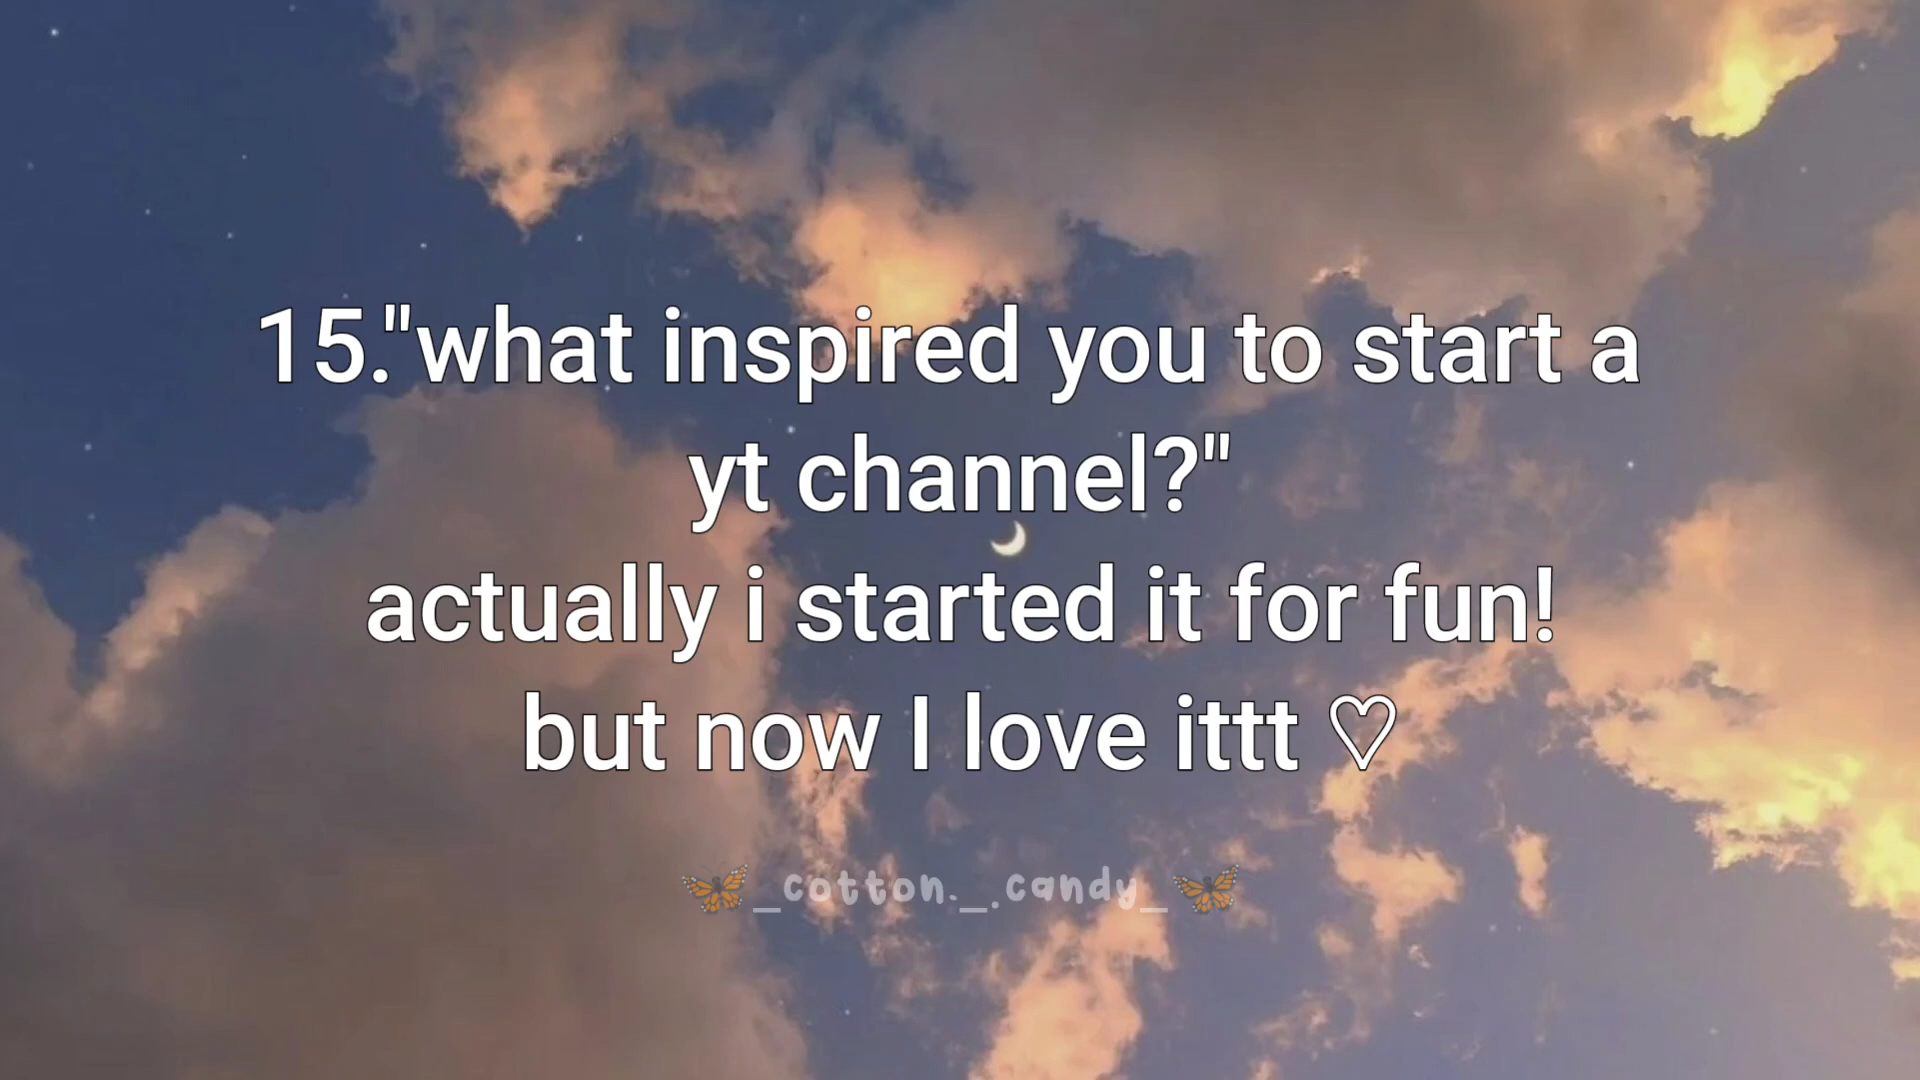 15."what inspired you to start a
yt channel?"
actually i started it for fun!
but now I love ittt ♡
🦋_cotton._.candy_🦋